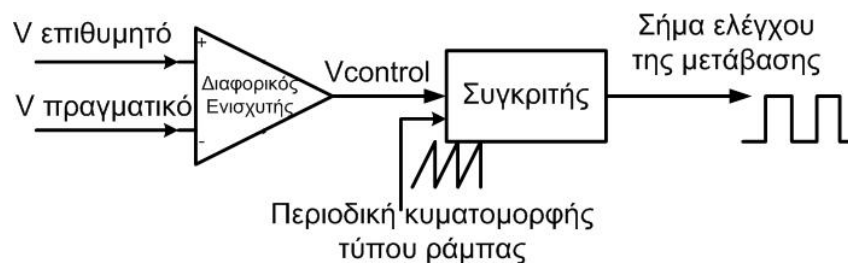 V επιθυμητό
+
Διαφορικός
Ενισχυτής
V πραγματικό
-
Vcontrol
Συγκριτής
Σήμα ελέγχου
της μετάβασης
Περιοδική κυματομορφής
τύπου ράμπας